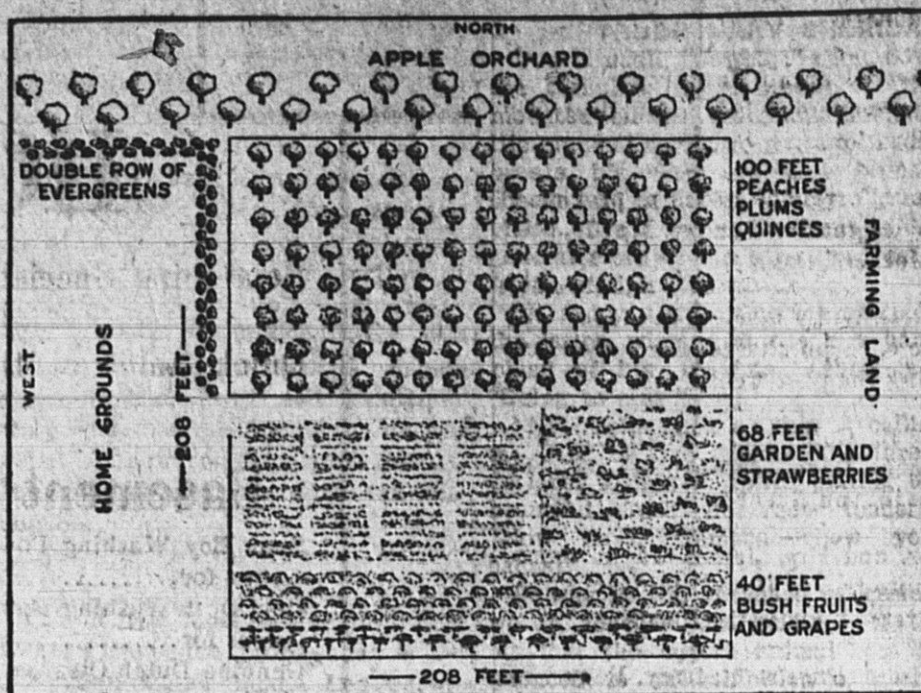 NORTH
APPLE ORCHARD
DOUBLE ROW OF
EVERGREENS
100 FEET
PEACHES
PLUMS
QUINCES
FARMING LAND
WEST
HOME GROUNDS
208 FEET
68 FEET
GARDEN AND
STRAWBERRIES
40 FEET
BUSH FRUITS
AND GRAPES
208 FEET